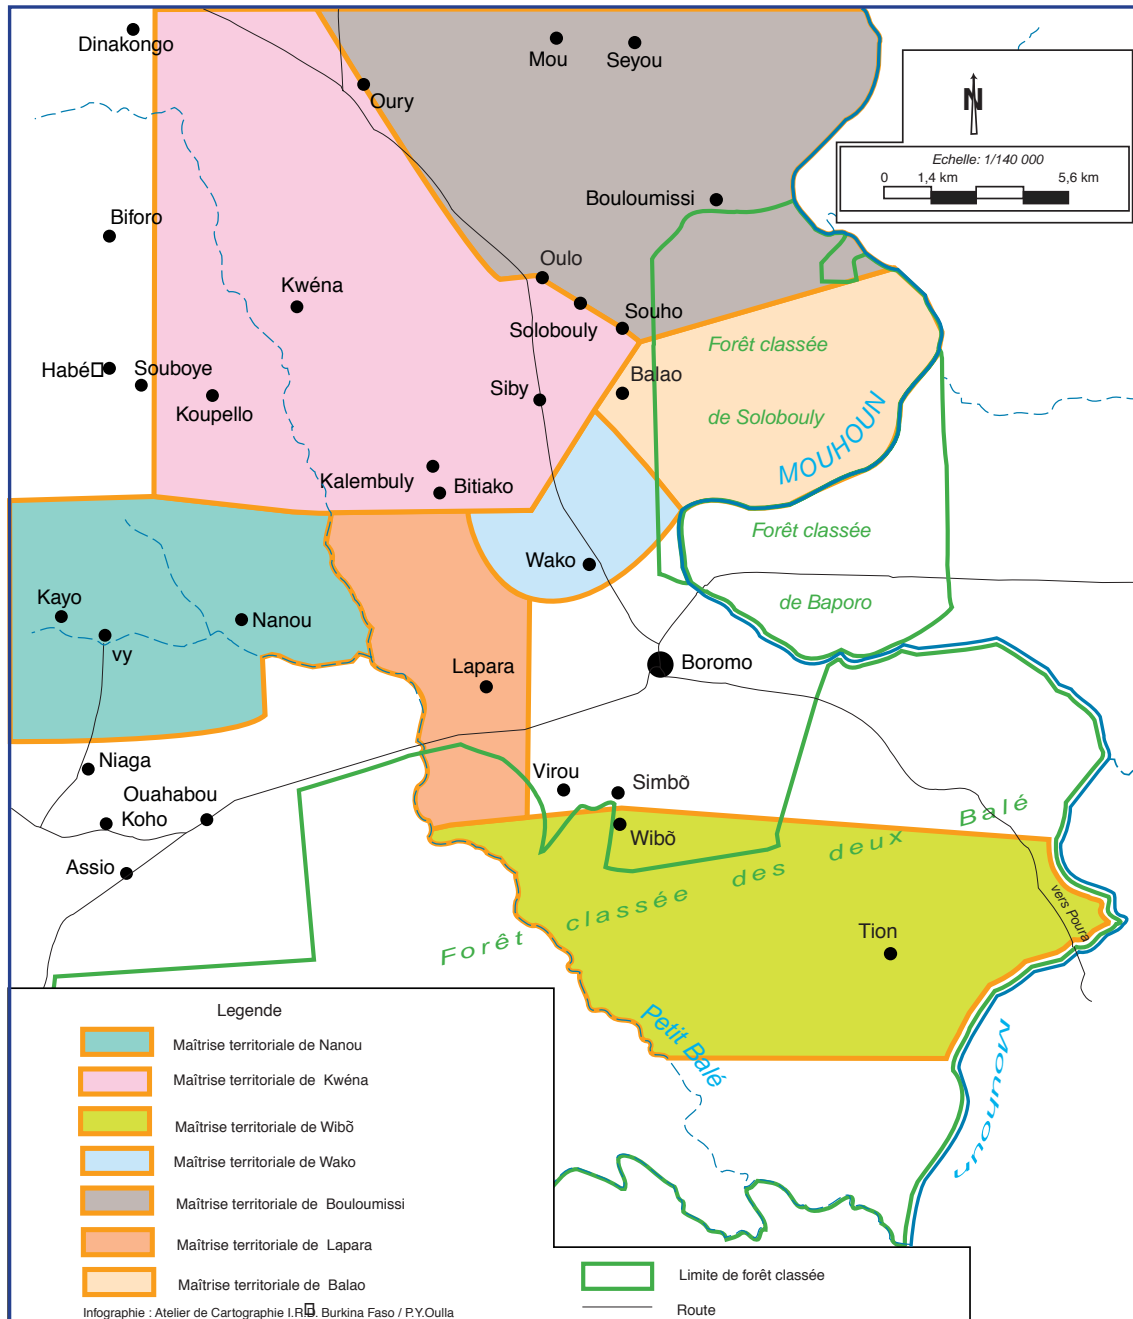 Dinakongo
Mou
Seyou
Oury
N
Echelle: 1/140 000
0 1,4 km 5,6 km
Bouloumissi
Biforo
Oulo
Kwéna
Solobouly
Souho
Forêt classée
de Solobouly
Habé
Souboye
Koupello
Siby
Balao
MOUHOUN
Kalembuly
Bitiako
Forêt classée
de Baporo
Wako
Kayo
vy
Nanou
Lapara
Boromo
Niaga
Ouahabou
Koho
Virou
Simbõ
Wibõ
Assio
Forêt classée des deux Balé
vers Poura
Tion
Petit Balé
Mouhoun
Legende
Maîtrise territoriale de Nanou
Maîtrise territoriale de Kwéna
Maîtrise territoriale de Wibõ
Maîtrise territoriale de Wako
Maîtrise territoriale de Bouloumissi
Maîtrise territoriale de Lapara
Maîtrise territoriale de Balao
Limite de forêt classée
Route
Infographie : Atelier de Cartographie I.R.D. Burkina Faso / P.Y.Oulla